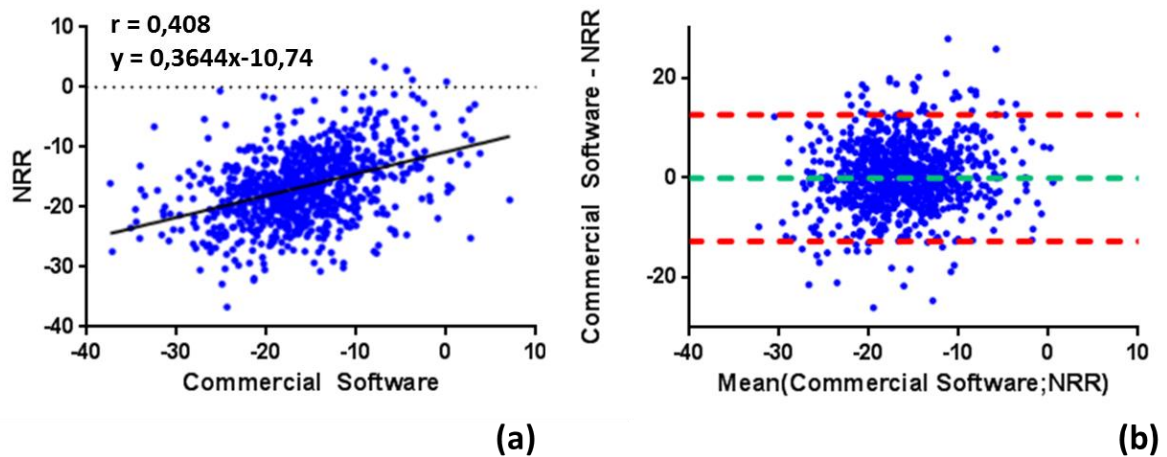 r = 0,408
y = 0,3644x-10,74
10
0
-10
-20
-30
-40
NRR
-40 -30 -20 -10 0 10
Commercial Software
(a)
20
0
-20
Commercial Software - NRR
-40 -30 -20 -10 0 10
Mean(Commercial Software;NRR)
(b)